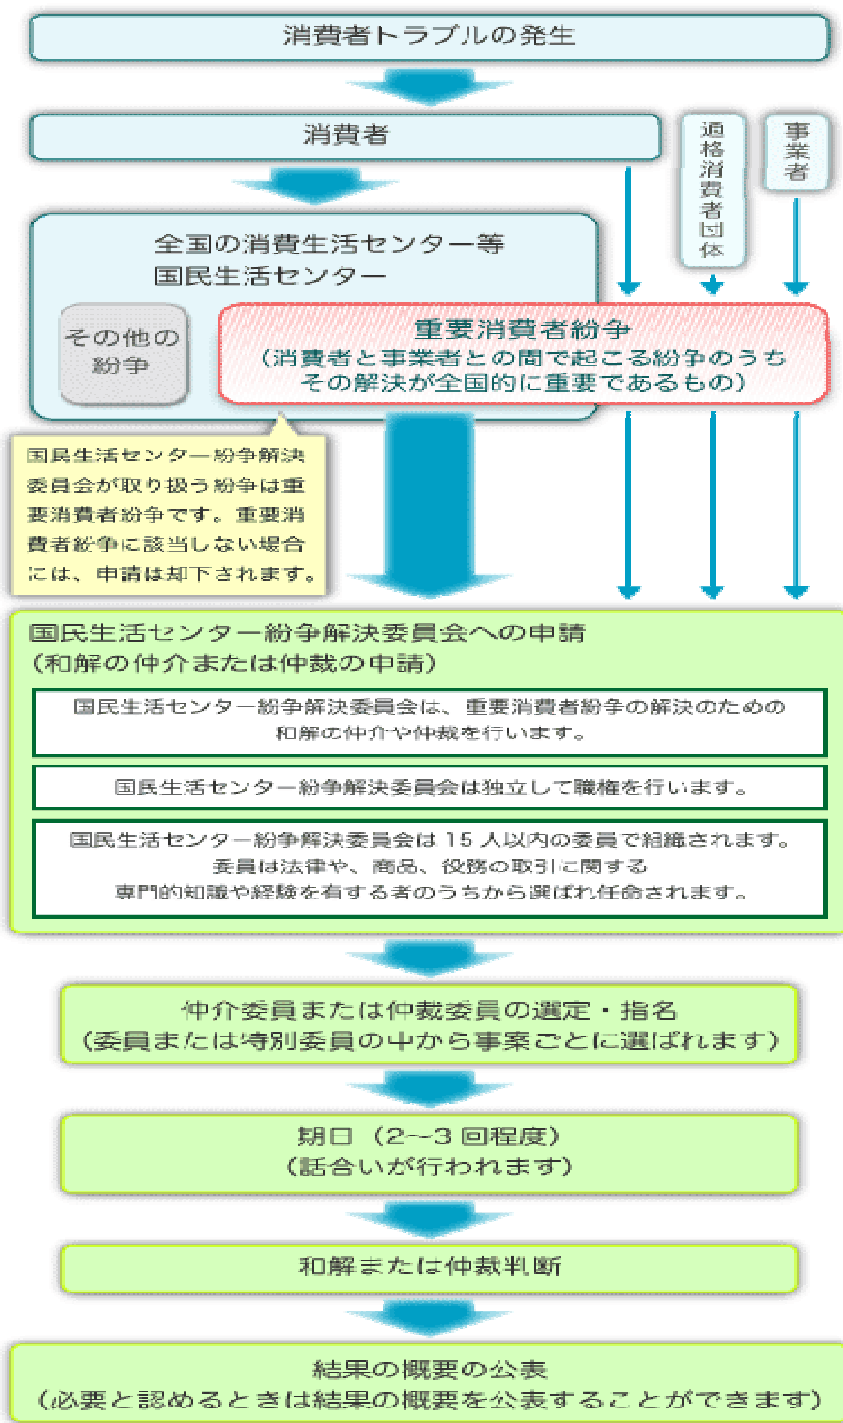 消費者トラブルの発生
消費者
適格消費者団体
事業者
全国の消費生活センター等
国民生活センター
その他の
紛争
重要消費者紛争
（消費者と事業者との間で起こる紛争のうち
その解決が全国的に重要であるもの）
国民生活センター紛争解決
委員会が取り扱う紛争は重
要消費者紛争です。重要消
費者紛争に該当しない場合
には、申請は却下されます。
国民生活センター紛争解決委員会への申請
（和解の仲介または仲裁の申請）
国民生活センター紛争解決委員会は、重要消費者紛争の解決のための
和解の仲介や仲裁を行います。
国民生活センター紛争解決委員会は独立して職権を行います。
国民生活センター紛争解決委員会は 15 人以内の委員で組織されます。
委員は法律や、商品、役務の取引に関する
専門的知識や経験を有する者のうちから選ばれ任命されます。
仲介委員または仲裁委員の選定・指名
（委員または特別委員の中から事案ごとに選ばれます）
期日（2～3 回程度）
（話合いが行われます）
和解または仲裁判断
結果の概要の公表
（必要と認めるときは結果の概要を公表することができます）